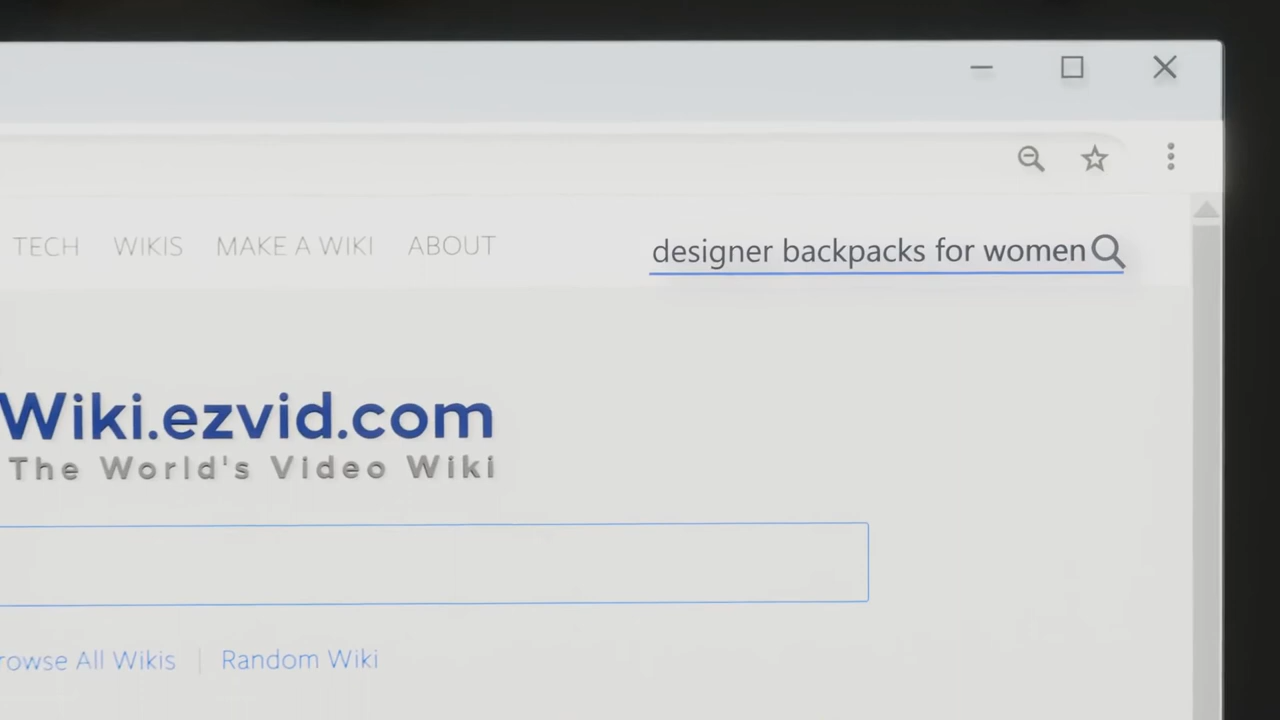 TECH WIKIS MAKE A WIKI ABOUT
designer backpacks for women
Wiki.ezvid.com
The World's Video Wiki
rowse All Wikis | Random Wiki